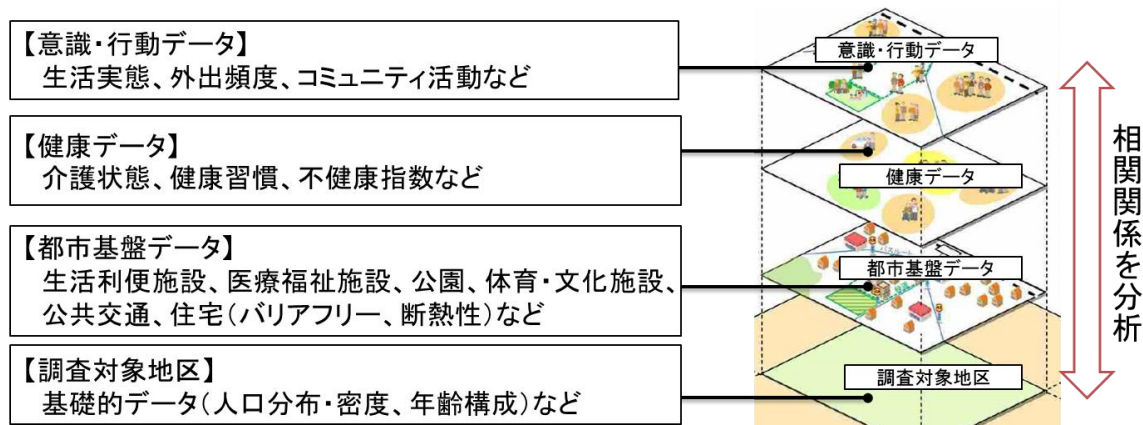 【意識・行動データ】
生活実態、外出頻度、コミュニティ活動など
【健康データ】
介護状態、健康習慣、不健康指数など
【都市基盤データ】
生活利便施設、医療福祉施設、公園、体育・文化施設、
公共交通、住宅（バリアフリー、断熱性）など
【調査対象地区】
基礎的データ（人口分布・密度、年齢構成）など
意識・行動データ
健康データ
都市基盤データ
調査対象地区
相関関係を分析